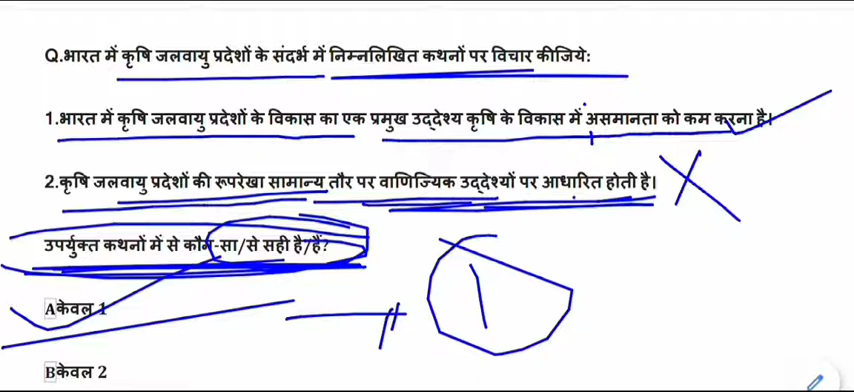 Q.भारत में कृषि जलवायु प्रदेशों के संदर्भ में निम्नलिखित कथनों पर विचार कीजिये:
1.भारत में कृषि जलवायु प्रदेशों के विकास का एक प्रमुख उद्देश्य कृषि के विकास में असमानता को कम करना है।
2.कृषि जलवायु प्रदेशों की रूपरेखा सामान्य तौर पर वाणिज्यिक उद्देश्यों पर आधारित होती है।
उपर्युक्त कथनों में से कौन-सा/से सही है/हैं?
Aकेवल 1
1
Bकेवल 2